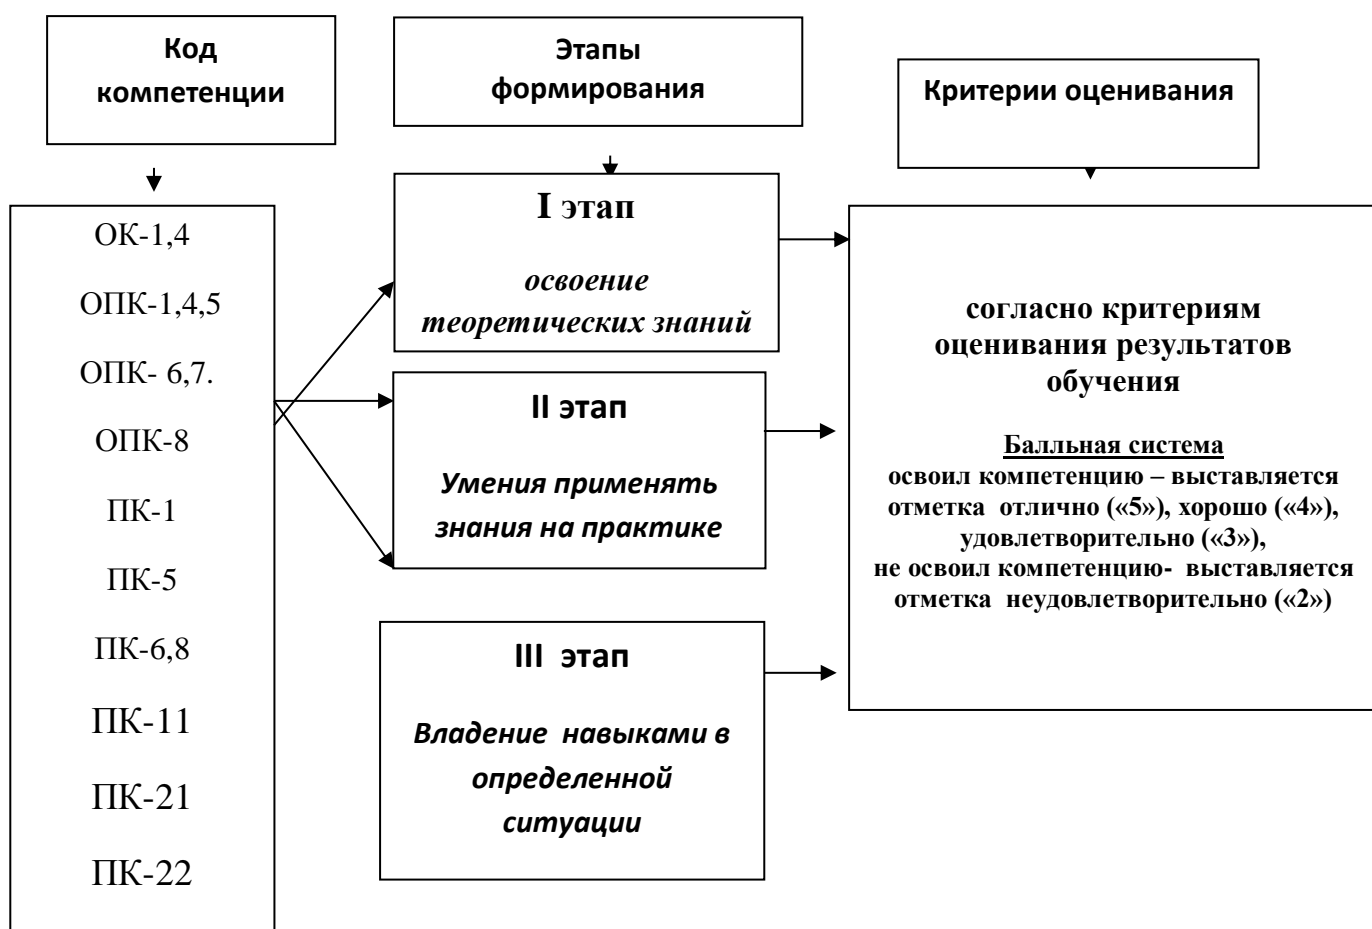 Код
компетенции
Этапы
формирования
Критерии оценивания
ОК-1,4
ОПК-1,4,5
ОПК- 6,7.
ОПК-8
ПК-1
ПК-5
ПК-6,8
ПК-11
ПК-21
ПК-22
I этап
освоение
теоретических знаний
II этап
Умения применять
знания на практике
III  этап
Владение  навыками в
определенной
ситуации
согласно критериям
оценивания результатов
обучения
Балльная система
освоил компетенцию – выставляется
отметка  отлично («5»), хорошо («4»),
удовлетворительно («3»),
не освоил компетенцию-  выставляется
отметка  неудовлетворительно («2»)